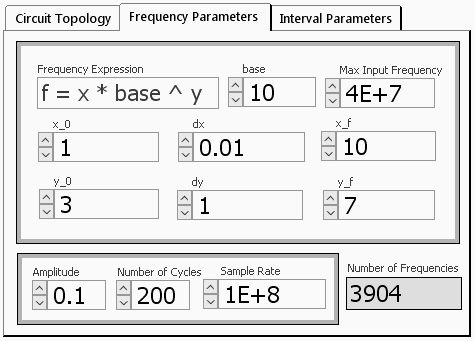 Circuit Topology Frequency Parameters Interval Parameters
Frequency Expression base Max Input Frequency
f = x * base ^ y 10 4E+7
x_0 dx x_f
1 0.01 10
y_0 dy y_f
3 1 7
Amplitude Number of Cycles Sample Rate Number of Frequencies
0.1 200 1E+8 3904